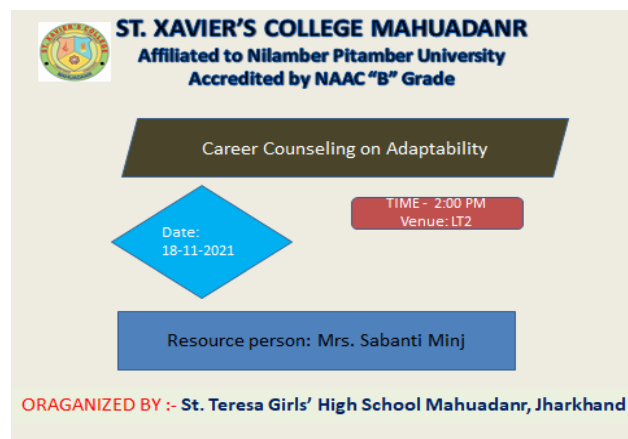 ST. XAVIER'S COLLEGE MAHUADANR
Affiliated to Nilamber Pitamber University
Accredited by NAAC "B" Grade
Career Counseling on Adaptability
TIME - 2:00 PM
Venue: LT2
Date:
18-11-2021
Resource person: Mrs. Sabanti Minj
ORAGANIZED BY :- St. Teresa Girls' High School Mahuadanr, Jharkhand